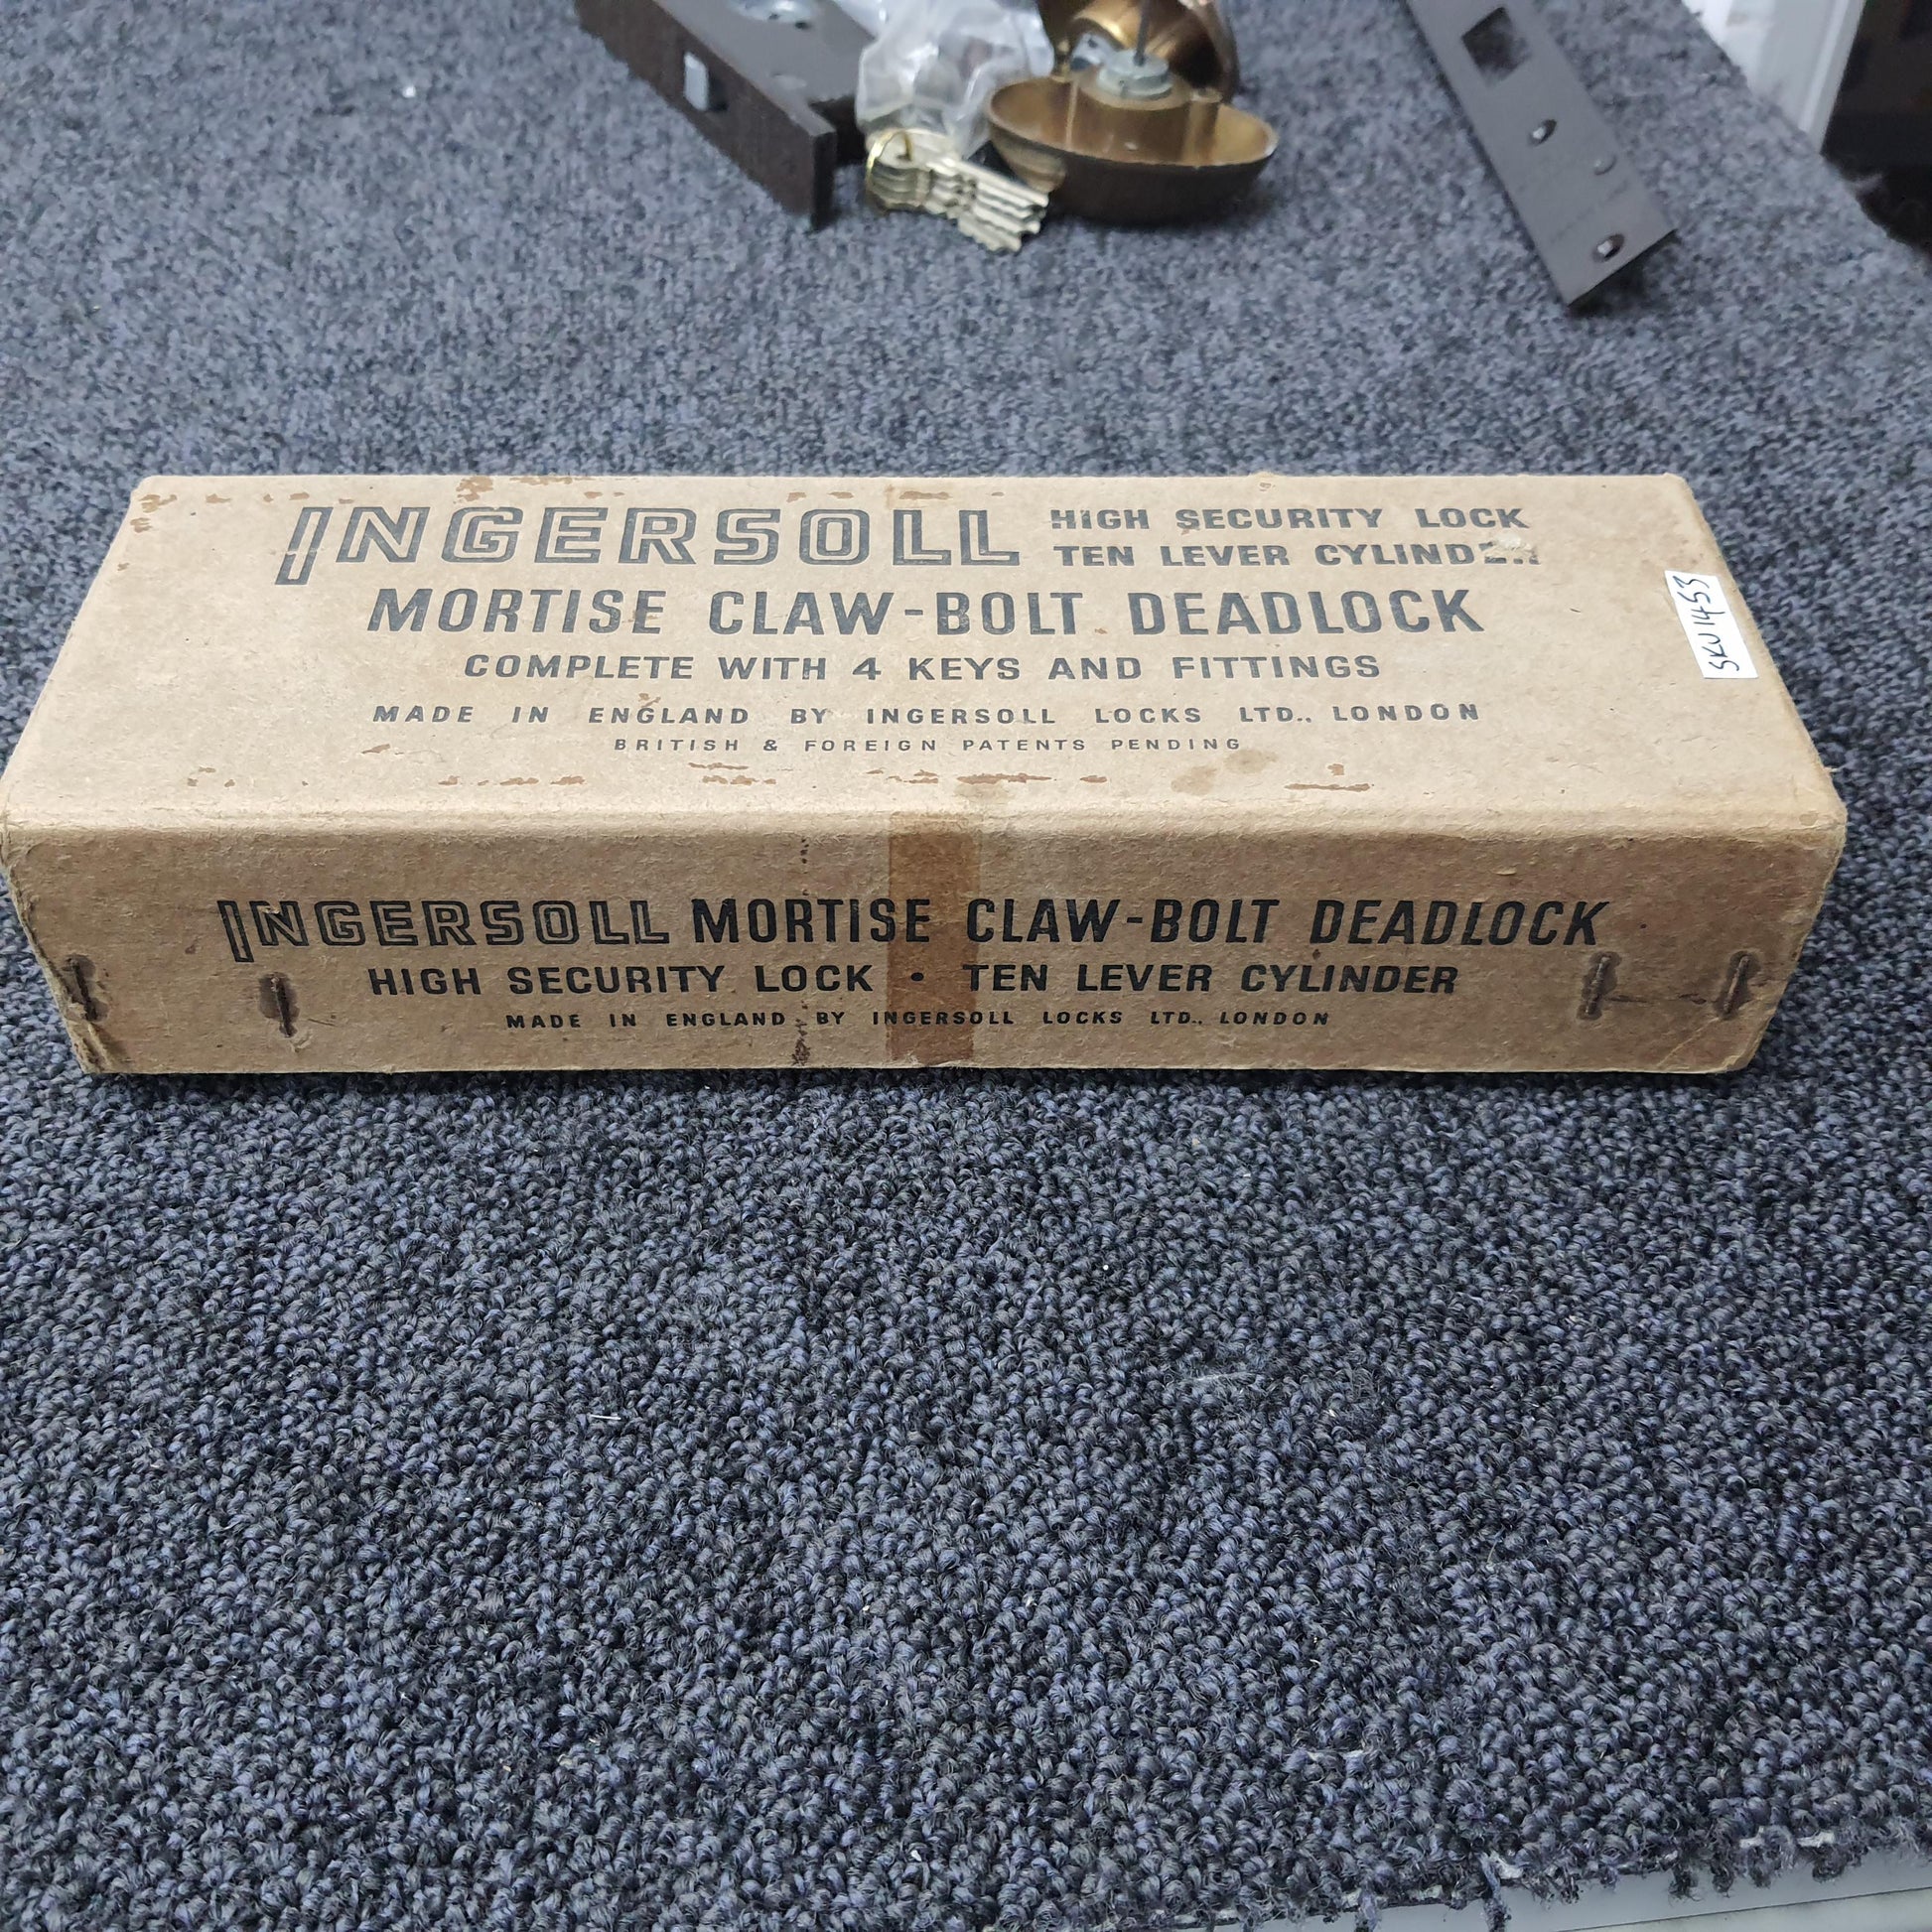 INGERSOLL HIGH SECURITY LOCK
TEN LEVER CYLINDER
MORTISE CLAW-BOLT DEADLOCK
COMPLETE WITH 4 KEYS AND FITTINGS
MADE IN ENGLAND BY INGERSOLL LOCKS LTD., LONDON
BRITISH & FOREIGN PATENTS PENDING
SKU 1453
INGERSOLL MORTISE CLAW-BOLT DEADLOCK
HIGH SECURITY LOCK • TEN LEVER CYLINDER
MADE IN ENGLAND BY INGERSOLL LOCKS LTD., LONDON